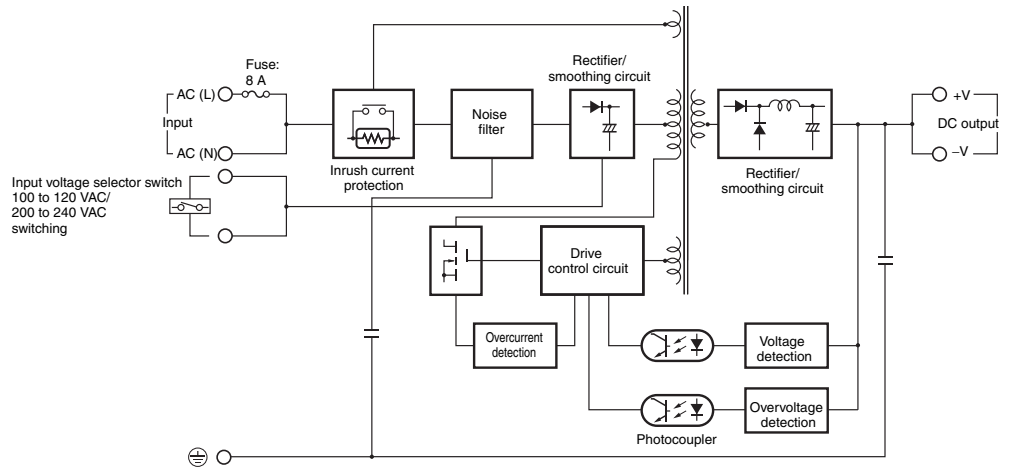 Fuse:
8 A
AC (L)
Input
AC (N)
Input voltage selector switch
100 to 120 VAC/
200 to 240 VAC
switching
Inrush current
protection
Noise
filter
Rectifier/
smoothing circuit
Rectifier/
smoothing circuit
+V
DC output
−V
Drive
control circuit
Overcurrent
detection
Voltage
detection
Overvoltage
detection
Photocoupler